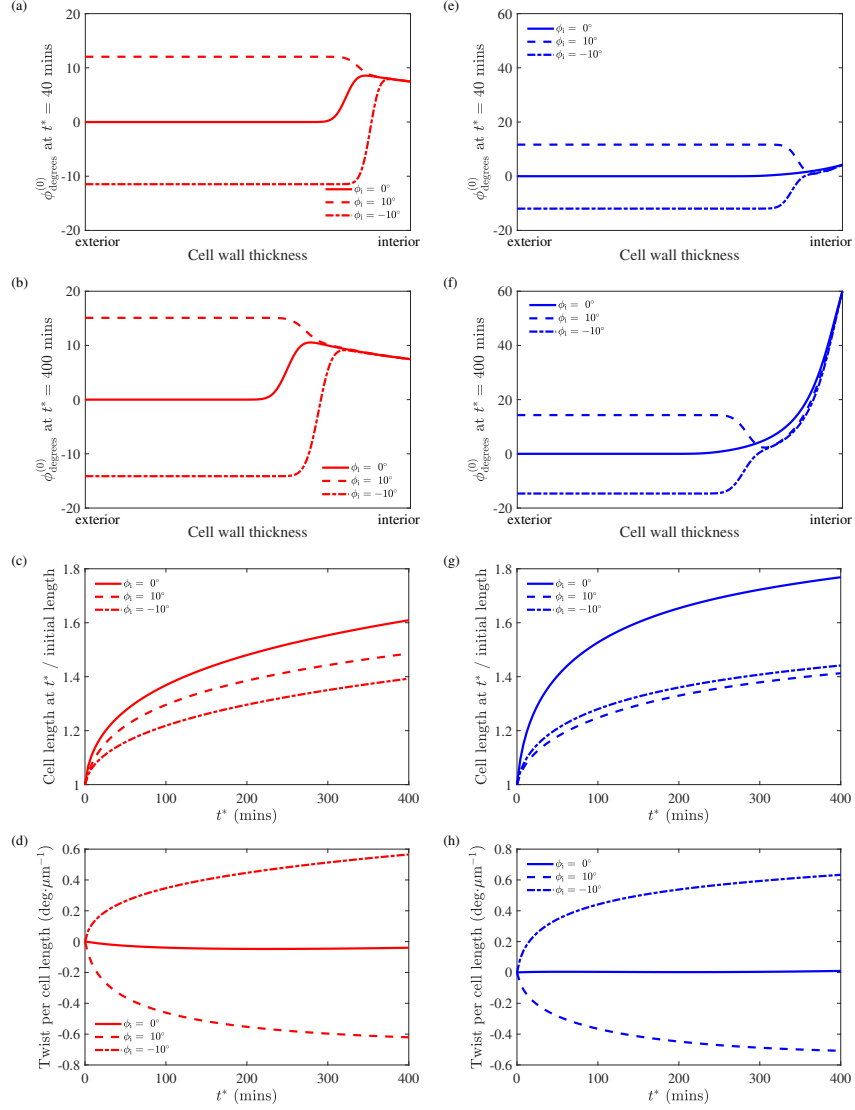 (a)
20
10
0
-10
-20
ϕ(0)degrees at t* = 40 mins
ϕi = 0°
ϕi = 10°
ϕi = −10°
exterior
interior
Cell wall thickness
(e)
60
40
20
0
-20
ϕ(0)degrees at t* = 40 mins
ϕi = 0°
ϕi = 10°
ϕi = −10°
exterior
interior
Cell wall thickness
(b)
20
10
0
-10
-20
ϕ(0)degrees at t* = 400 mins
ϕi = 0°
ϕi = 10°
ϕi = −10°
exterior
interior
Cell wall thickness
(f)
60
40
20
0
-20
ϕ(0)degrees at t* = 400 mins
ϕi = 0°
ϕi = 10°
ϕi = −10°
exterior
interior
Cell wall thickness
(c)
1.8
1.6
1.4
1.2
1
Cell length at t* / initial length
ϕi = 0°
ϕi = 10°
ϕi = −10°
0 100 200 300 400
t* (mins)
(g)
1.8
1.6
1.4
1.2
1
Cell length at t* / initial length
ϕi = 0°
ϕi = 10°
ϕi = −10°
0 100 200 300 400
t* (mins)
(d)
0.6
0.4
0.2
0
-0.2
-0.4
-0.6
-0.8
Twist per cell length (deg·μm−1)
ϕi = 0°
ϕi = 10°
ϕi = −10°
0 100 200 300 400
t* (mins)
(h)
0.8
0.6
0.4
0.2
0
-0.2
-0.4
-0.6
Twist per cell length (deg·μm−1)
ϕi = 0°
ϕi = 10°
ϕi = −10°
0 100 200 300 400
t* (mins)